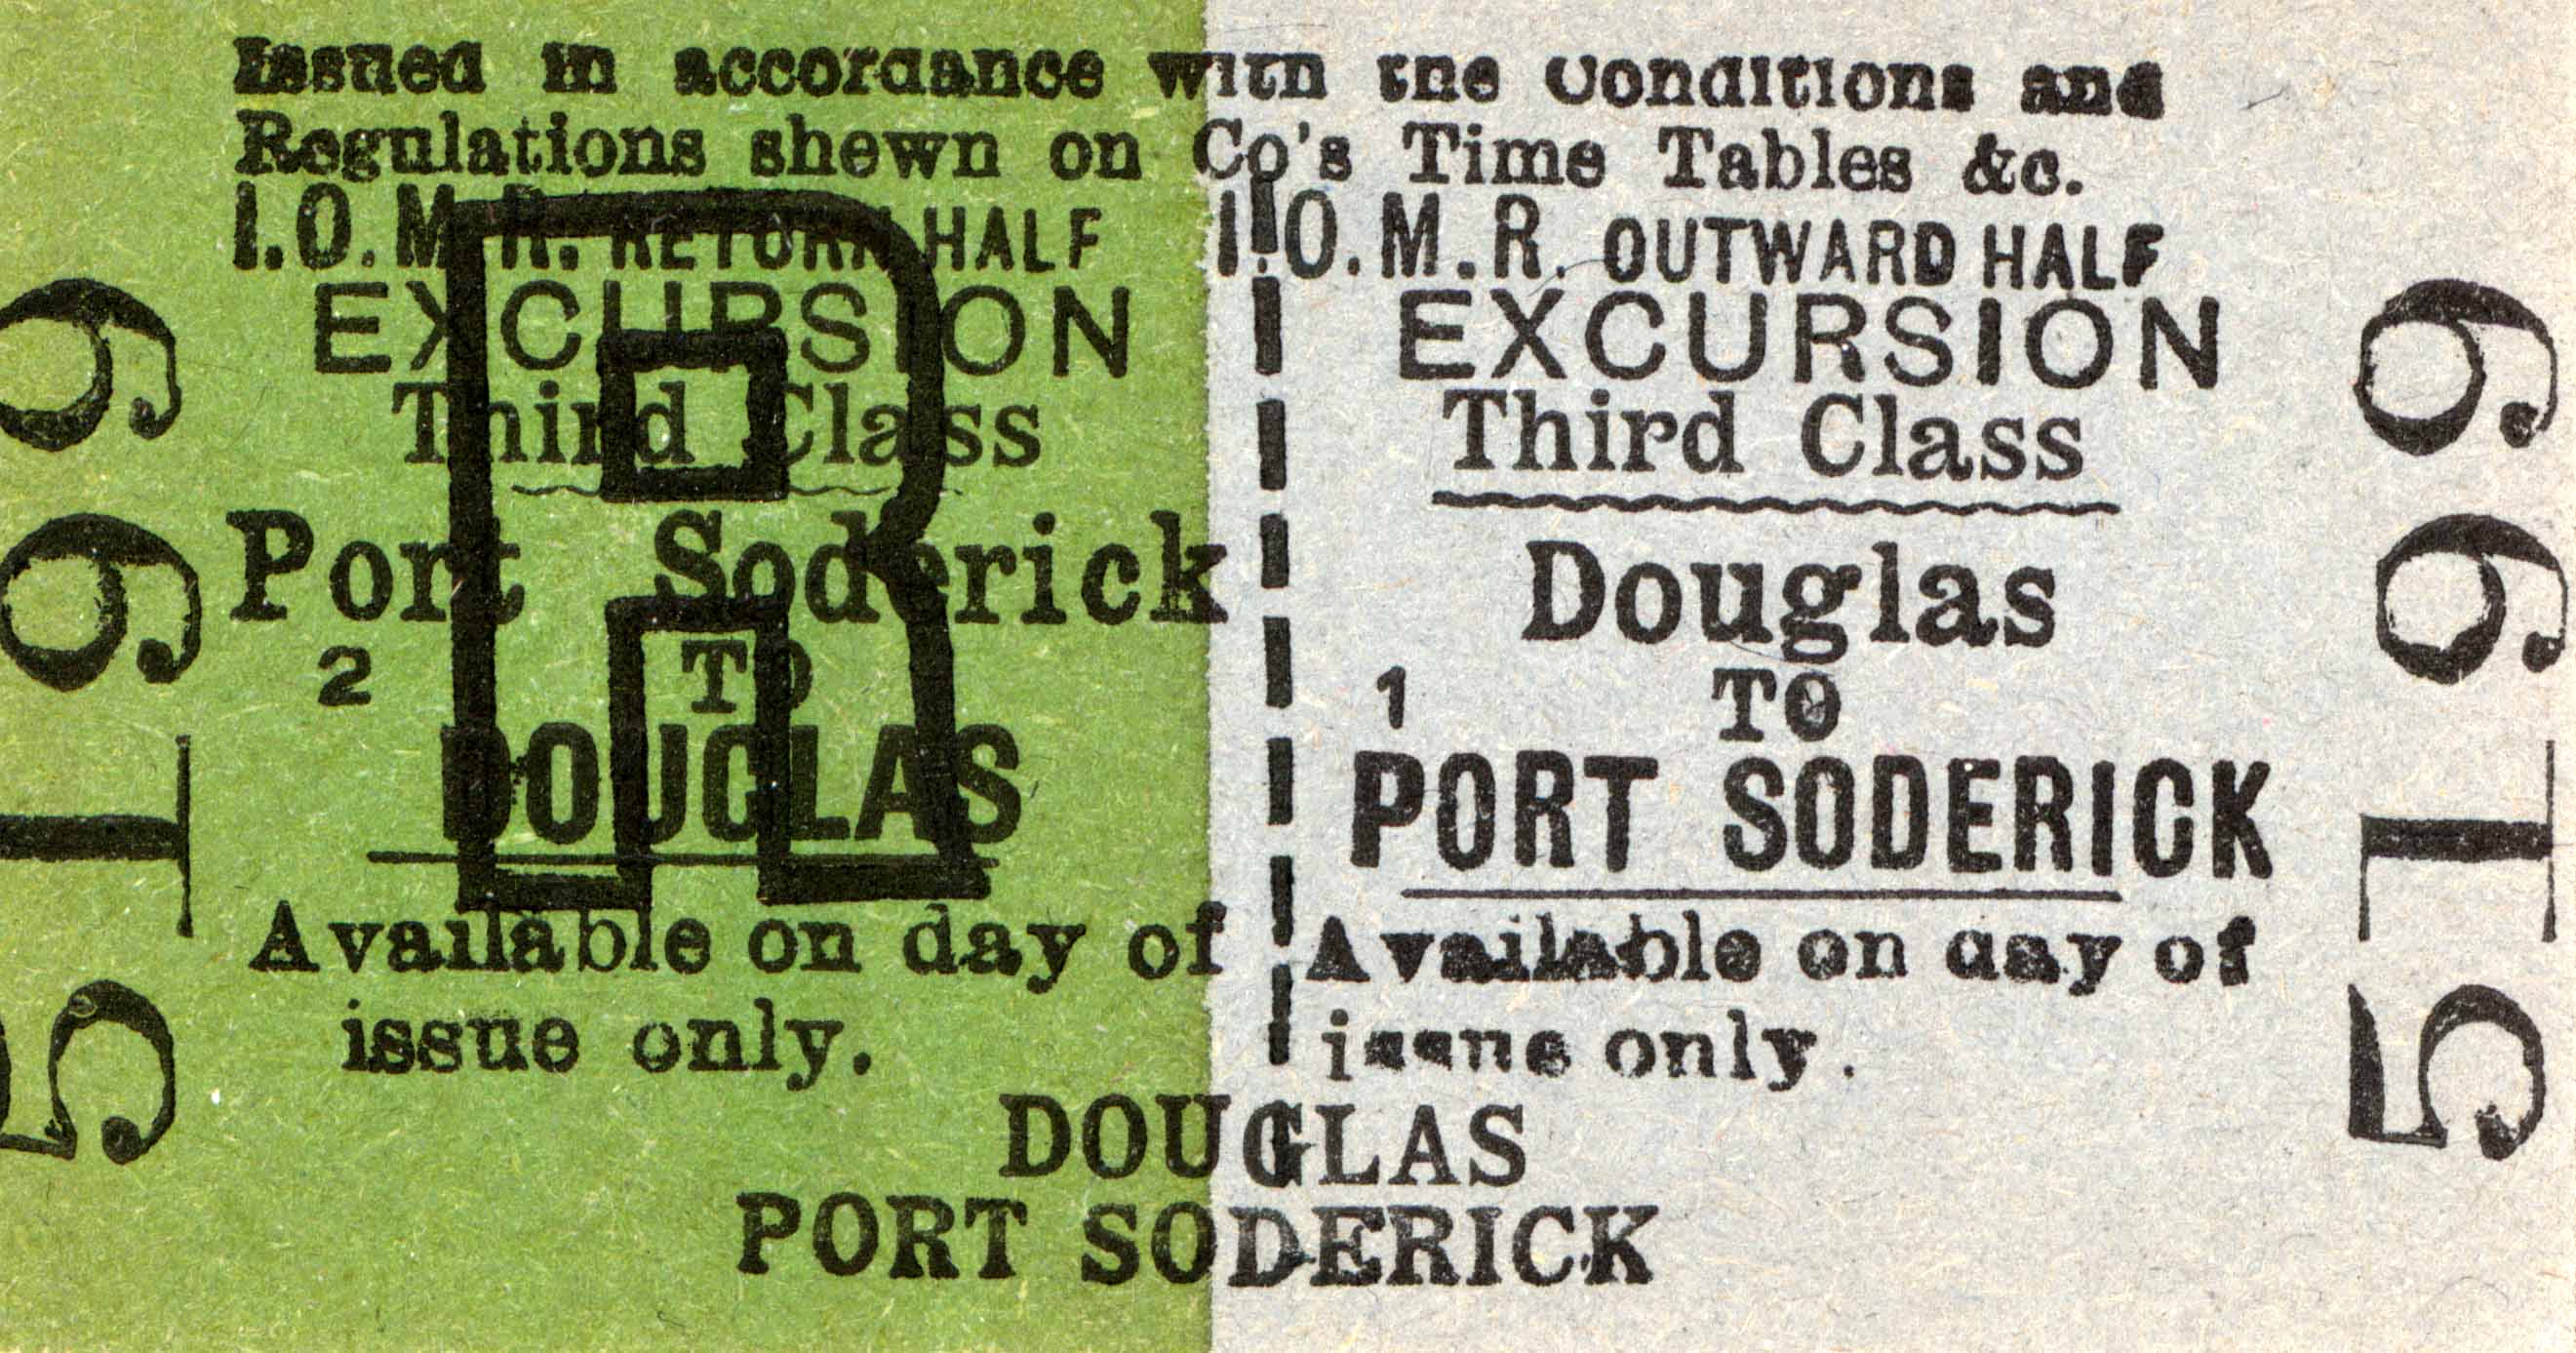 Issued in accordance with the Conditions and
Regulations shewn on Co's Time Tables &c.
I.O.M.R. RETURN HALF
EXCURSION
Third Class
Port Soderick
2 TO
DOUGLAS
Available on day of
issue only.
R
5199
I.O.M.R. OUTWARD HALF
EXCURSION
Third Class
Douglas
1 TO
PORT SODERICK
Available on day of
issue only.
5199
DOUGLAS
PORT SODERICK